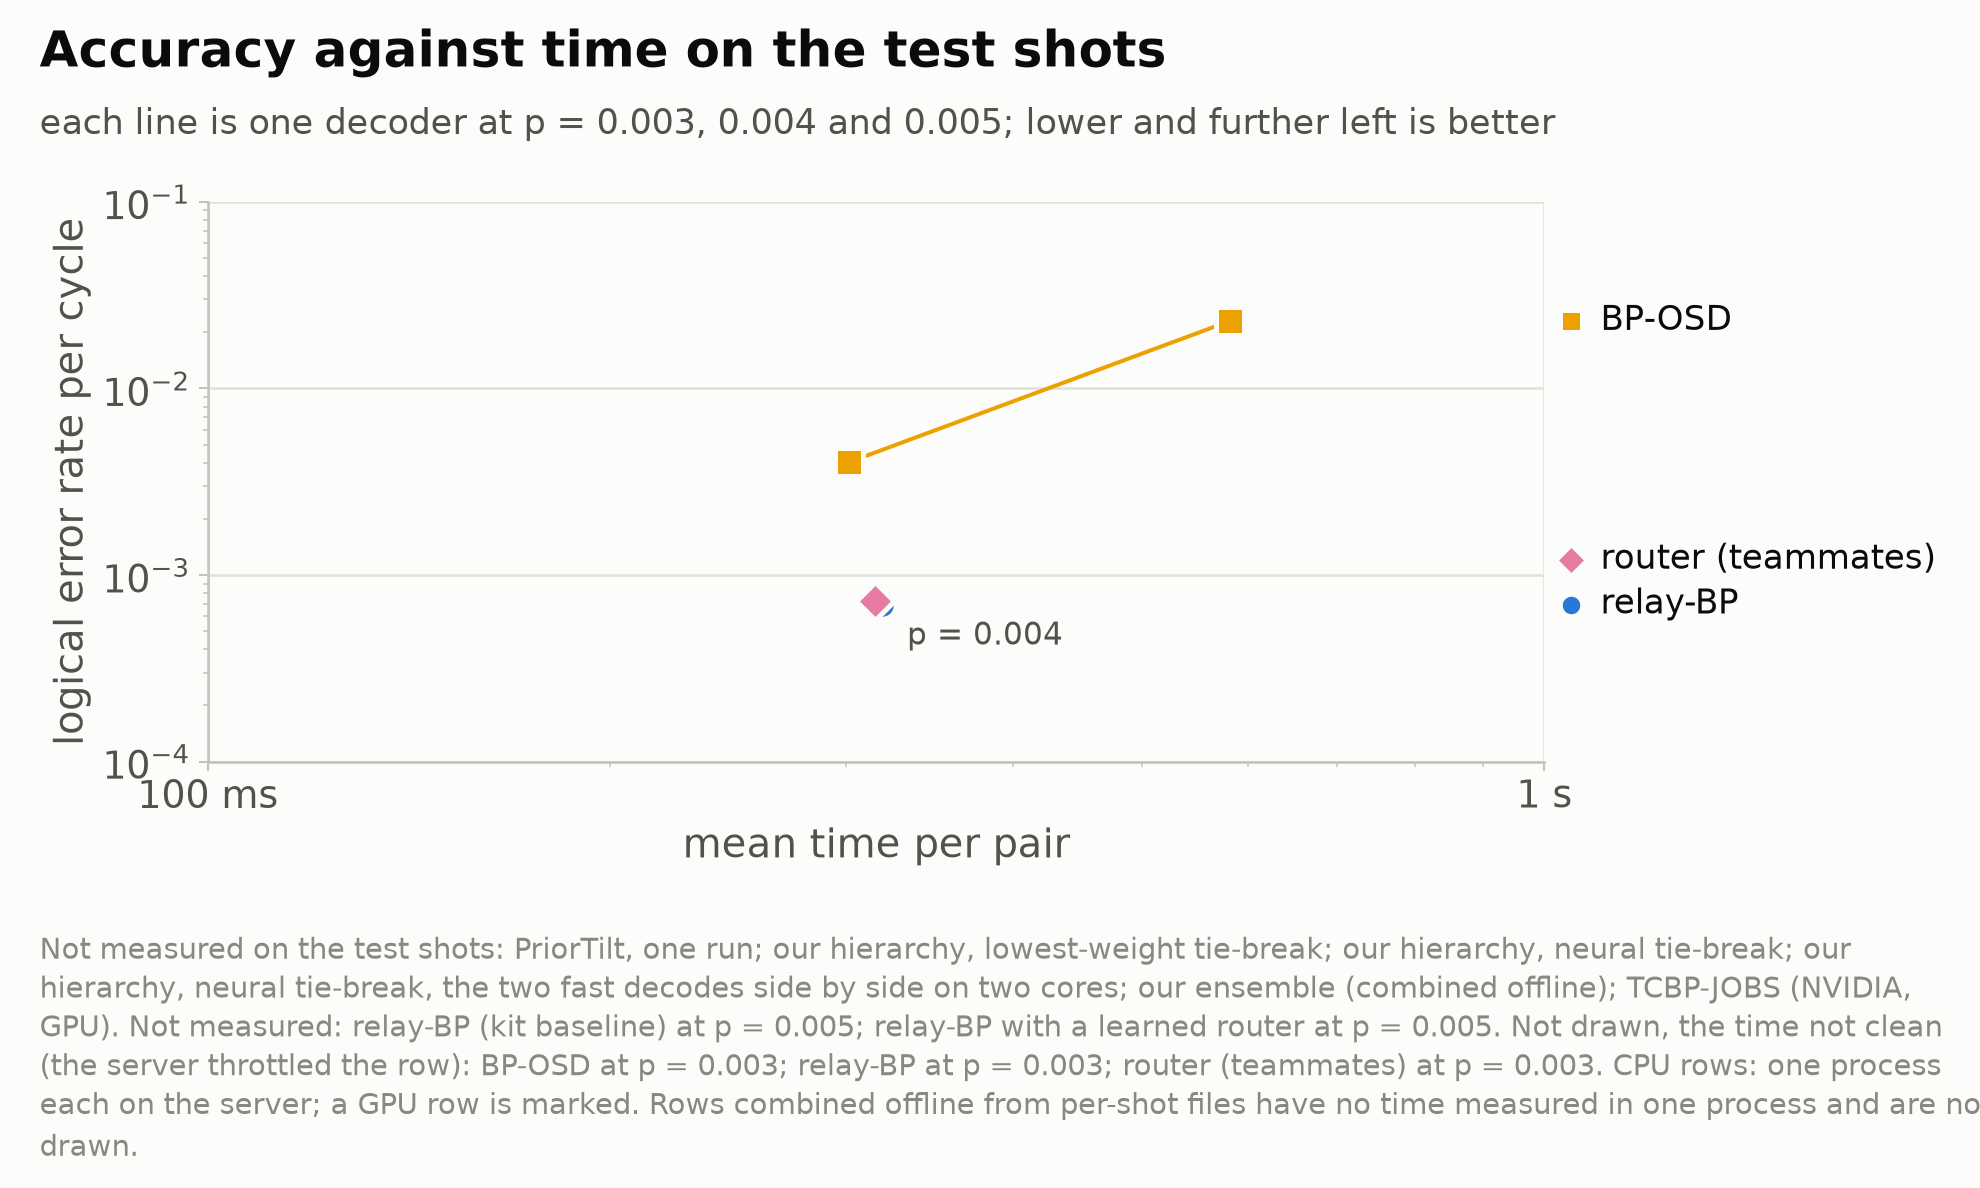 Accuracy against time on the test shots
each line is one decoder at p = 0.003, 0.004 and 0.005; lower and further left is better
logical error rate per cycle
10−1
10−2
10−3
10−4
BP-OSD
router (teammates)
relay-BP
p = 0.004
100 ms
1 s
mean time per pair
Not measured on the test shots: PriorTilt, one run; our hierarchy, lowest-weight tie-break; our hierarchy, neural tie-break; our
hierarchy, neural tie-break, the two fast decodes side by side on two cores; our ensemble (combined offline); TCBP-JOBS (NVIDIA,
GPU). Not measured: relay-BP (kit baseline) at p = 0.005; relay-BP with a learned router at p = 0.005. Not drawn, the time not clean
(the server throttled the row): BP-OSD at p = 0.003; relay-BP at p = 0.003; router (teammates) at p = 0.003. CPU rows: one process
each on the server; a GPU row is marked. Rows combined offline from per-shot files have no time measured in one process and are no
drawn.